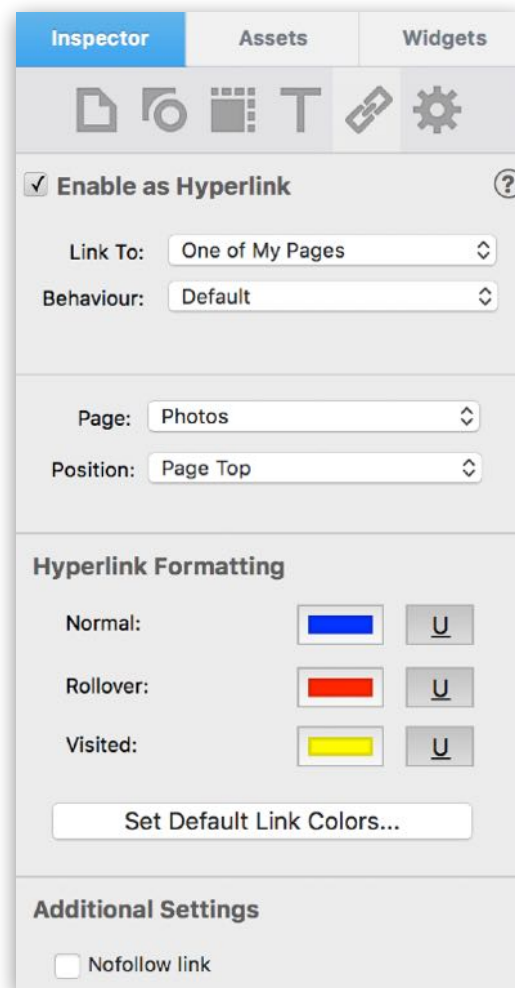 Inspector Assets Widgets
T
Enable as Hyperlink ?
Link To: One of My Pages
Behaviour: Default
Page: Photos
Position: Page Top
Hyperlink Formatting
Normal: U
Rollover: U
Visited: U
Set Default Link Colors...
Additional Settings
Nofollow link